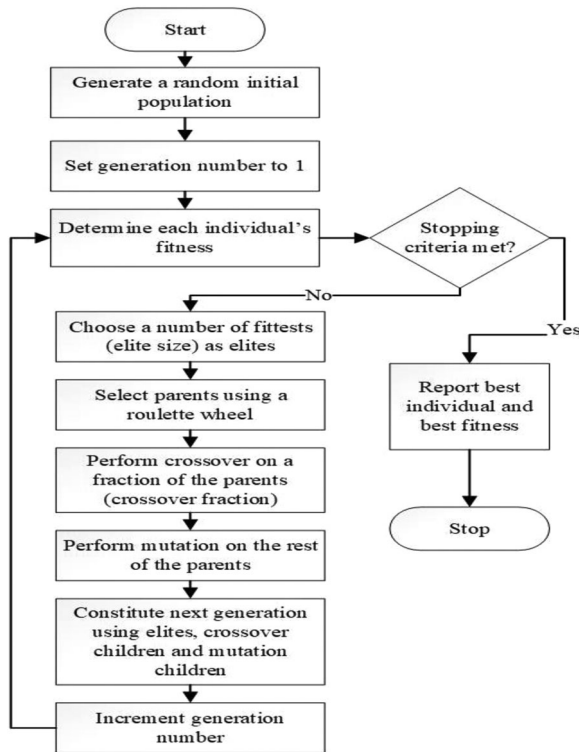 Start
Generate a random initial
population
Set generation number to 1
Determine each individual's
fitness
Stopping
criteria met?
No
Yes
Choose a number of fittests
(elite size) as elites
Select parents using a
roulette wheel
Perform crossover on a
fraction of the parents
(crossover fraction)
Perform mutation on the rest
of the parents
Constitute next generation
using elites, crossover
children and mutation
children
Increment generation
number
Report best
individual and
best fitness
Stop